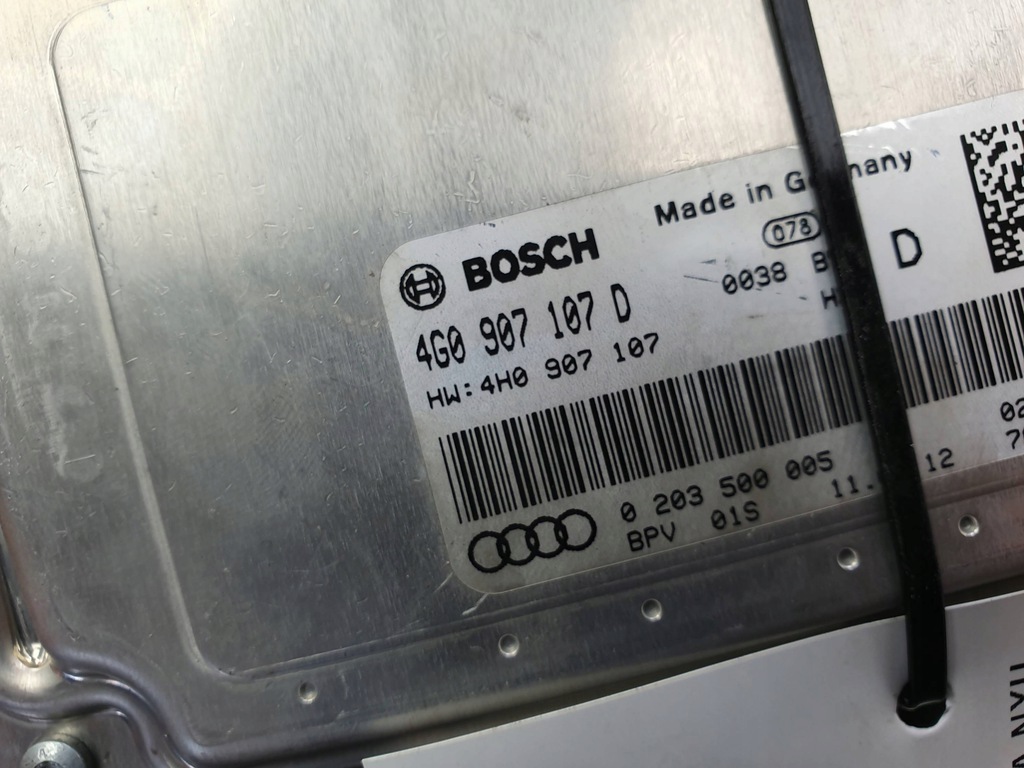 BOSCH
Made in
078
D
4G0 907 107 D
0038
HW:4H0 907 107
0 203 500 005
BPV 01S
11. 12